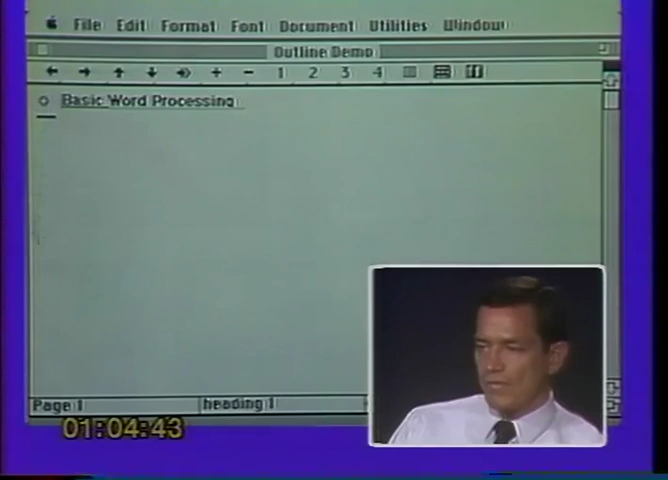 File Edit Format Font Document Utilities Window
Outline Demo
1 2 3 4
Basic Word Processing
Page 1 heading 1
01:04:43